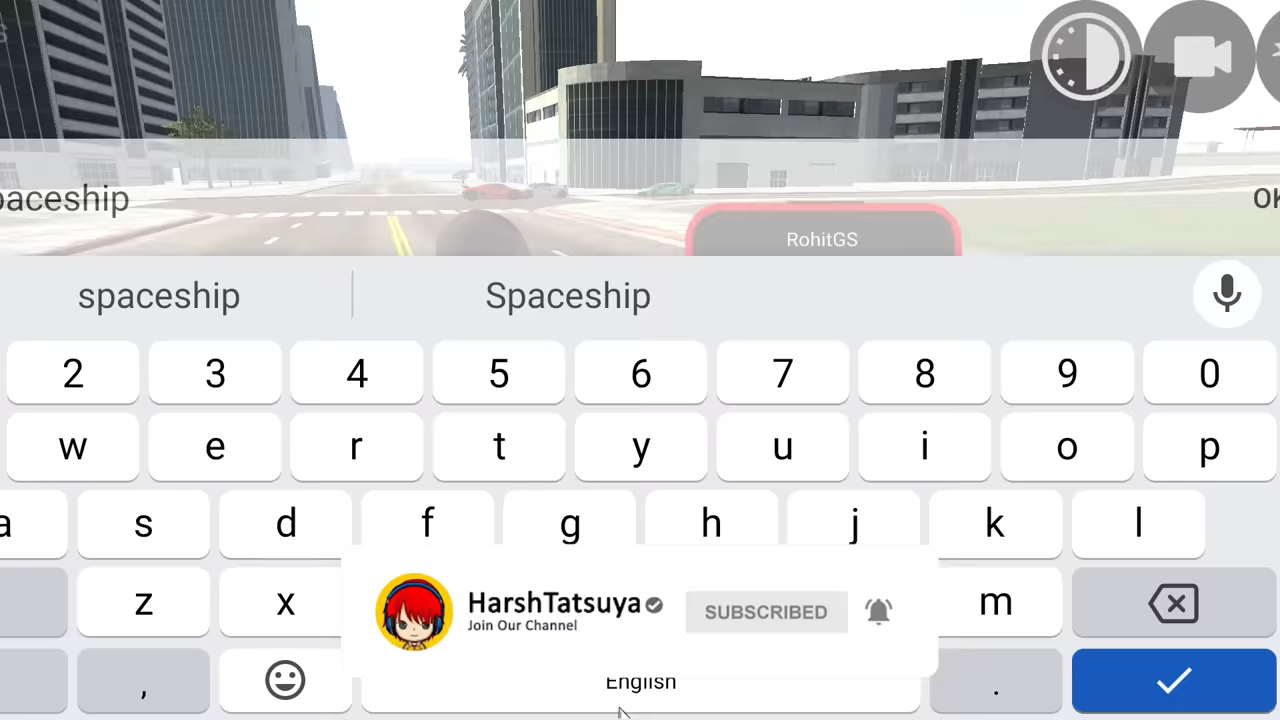 paceship
OK
RohitGS
spaceship
Spaceship
2 3 4 5 6 7 8 9 0
w e r t y u i o p
a s d f g h j k l
z x m
HarshTatsuya
Join Our Channel
SUBSCRIBED
, English .